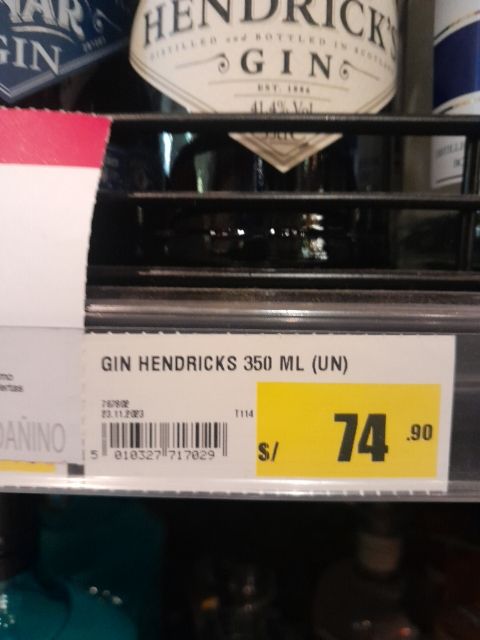 GIN
HENDRICK'S
DISTILLED and BOTTLED IN SCOTLAND
GIN
EST. 1886
41.4% Vol.
GIN HENDRICKS 350 ML (UN)
23.11.2023
T114
5 010327 717029
S/ 74 .90
DAÑINO